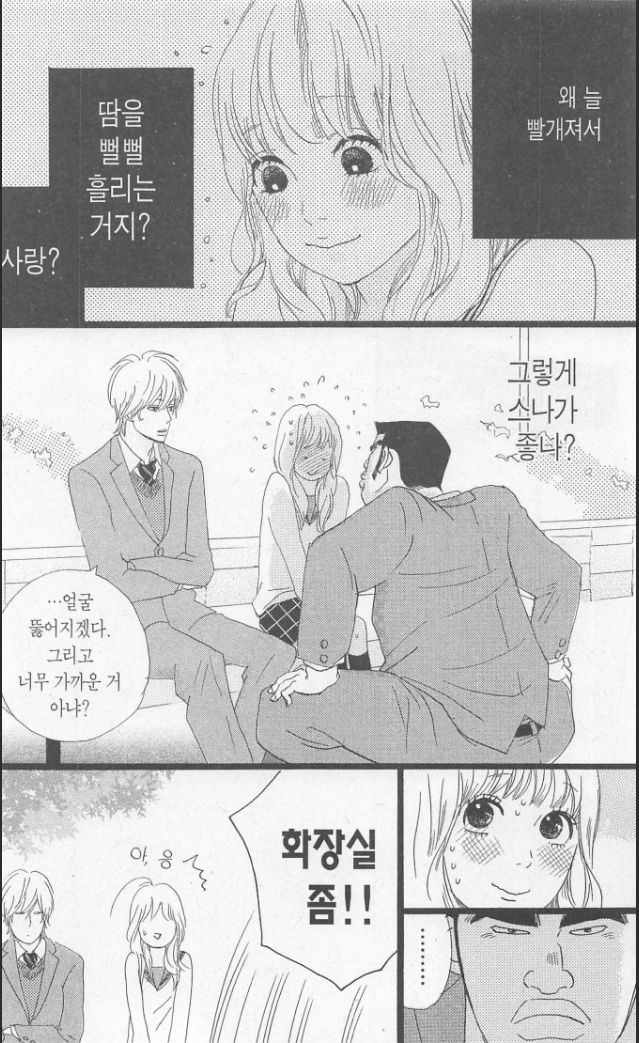 왜 늘
빨개져서
땀을
뻘뻘
흘리는
거지?
사랑?
그렇게
스나가
좋나?
…얼굴
뚫어지겠다.
그리고
너무 가까운 거
아냐?
………
화장실
좀!!
아, 응